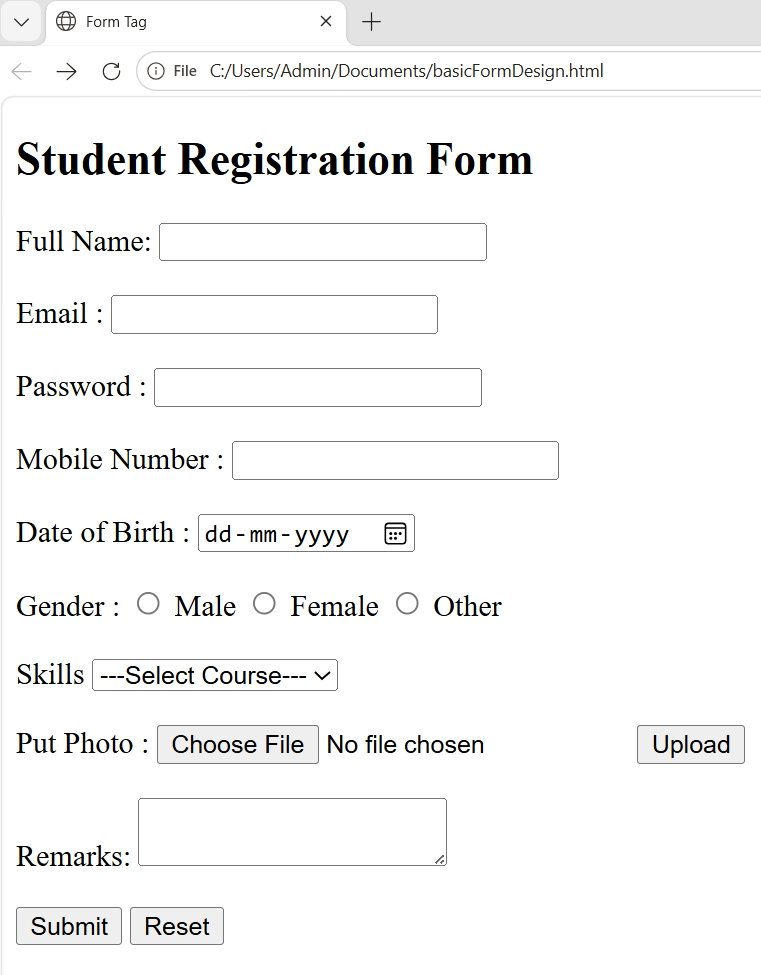 Form Tag
File C:/Users/Admin/Documents/basicFormDesign.html
Student Registration Form
Full Name:
Email :
Password :
Mobile Number :
Date of Birth : dd-mm-yyyy
Gender : Male Female Other
Skills ---Select Course---
Put Photo : Choose File No file chosen Upload
Remarks:
Submit Reset